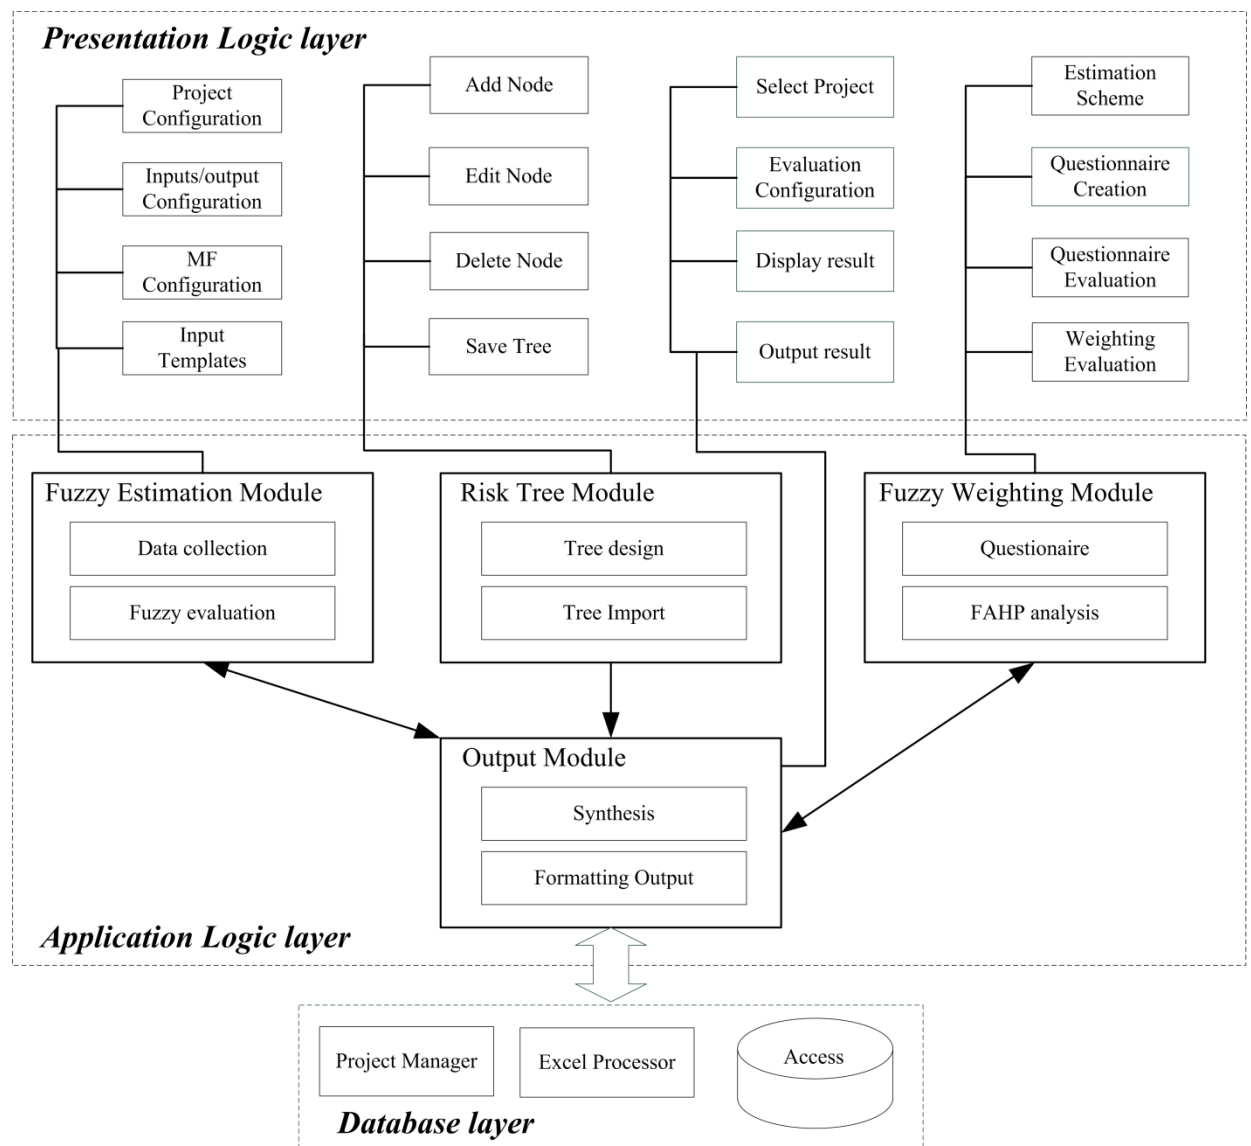 Presentation Logic layer
Project
Configuration
Inputs/output
Configuration
MF
Configuration
Input
Templates
Add Node
Edit Node
Delete Node
Save Tree
Select Project
Evaluation
Configuration
Display result
Output result
Estimation
Scheme
Questionnaire
Creation
Questionnaire
Evaluation
Weighting
Evaluation
Fuzzy Estimation Module
Data collection
Fuzzy evaluation
Risk Tree Module
Tree design
Tree Import
Fuzzy Weighting Module
Questionaire
FAHP analysis
Output Module
Synthesis
Formatting Output
Application Logic layer
Project Manager
Excel Processor
Access
Database layer